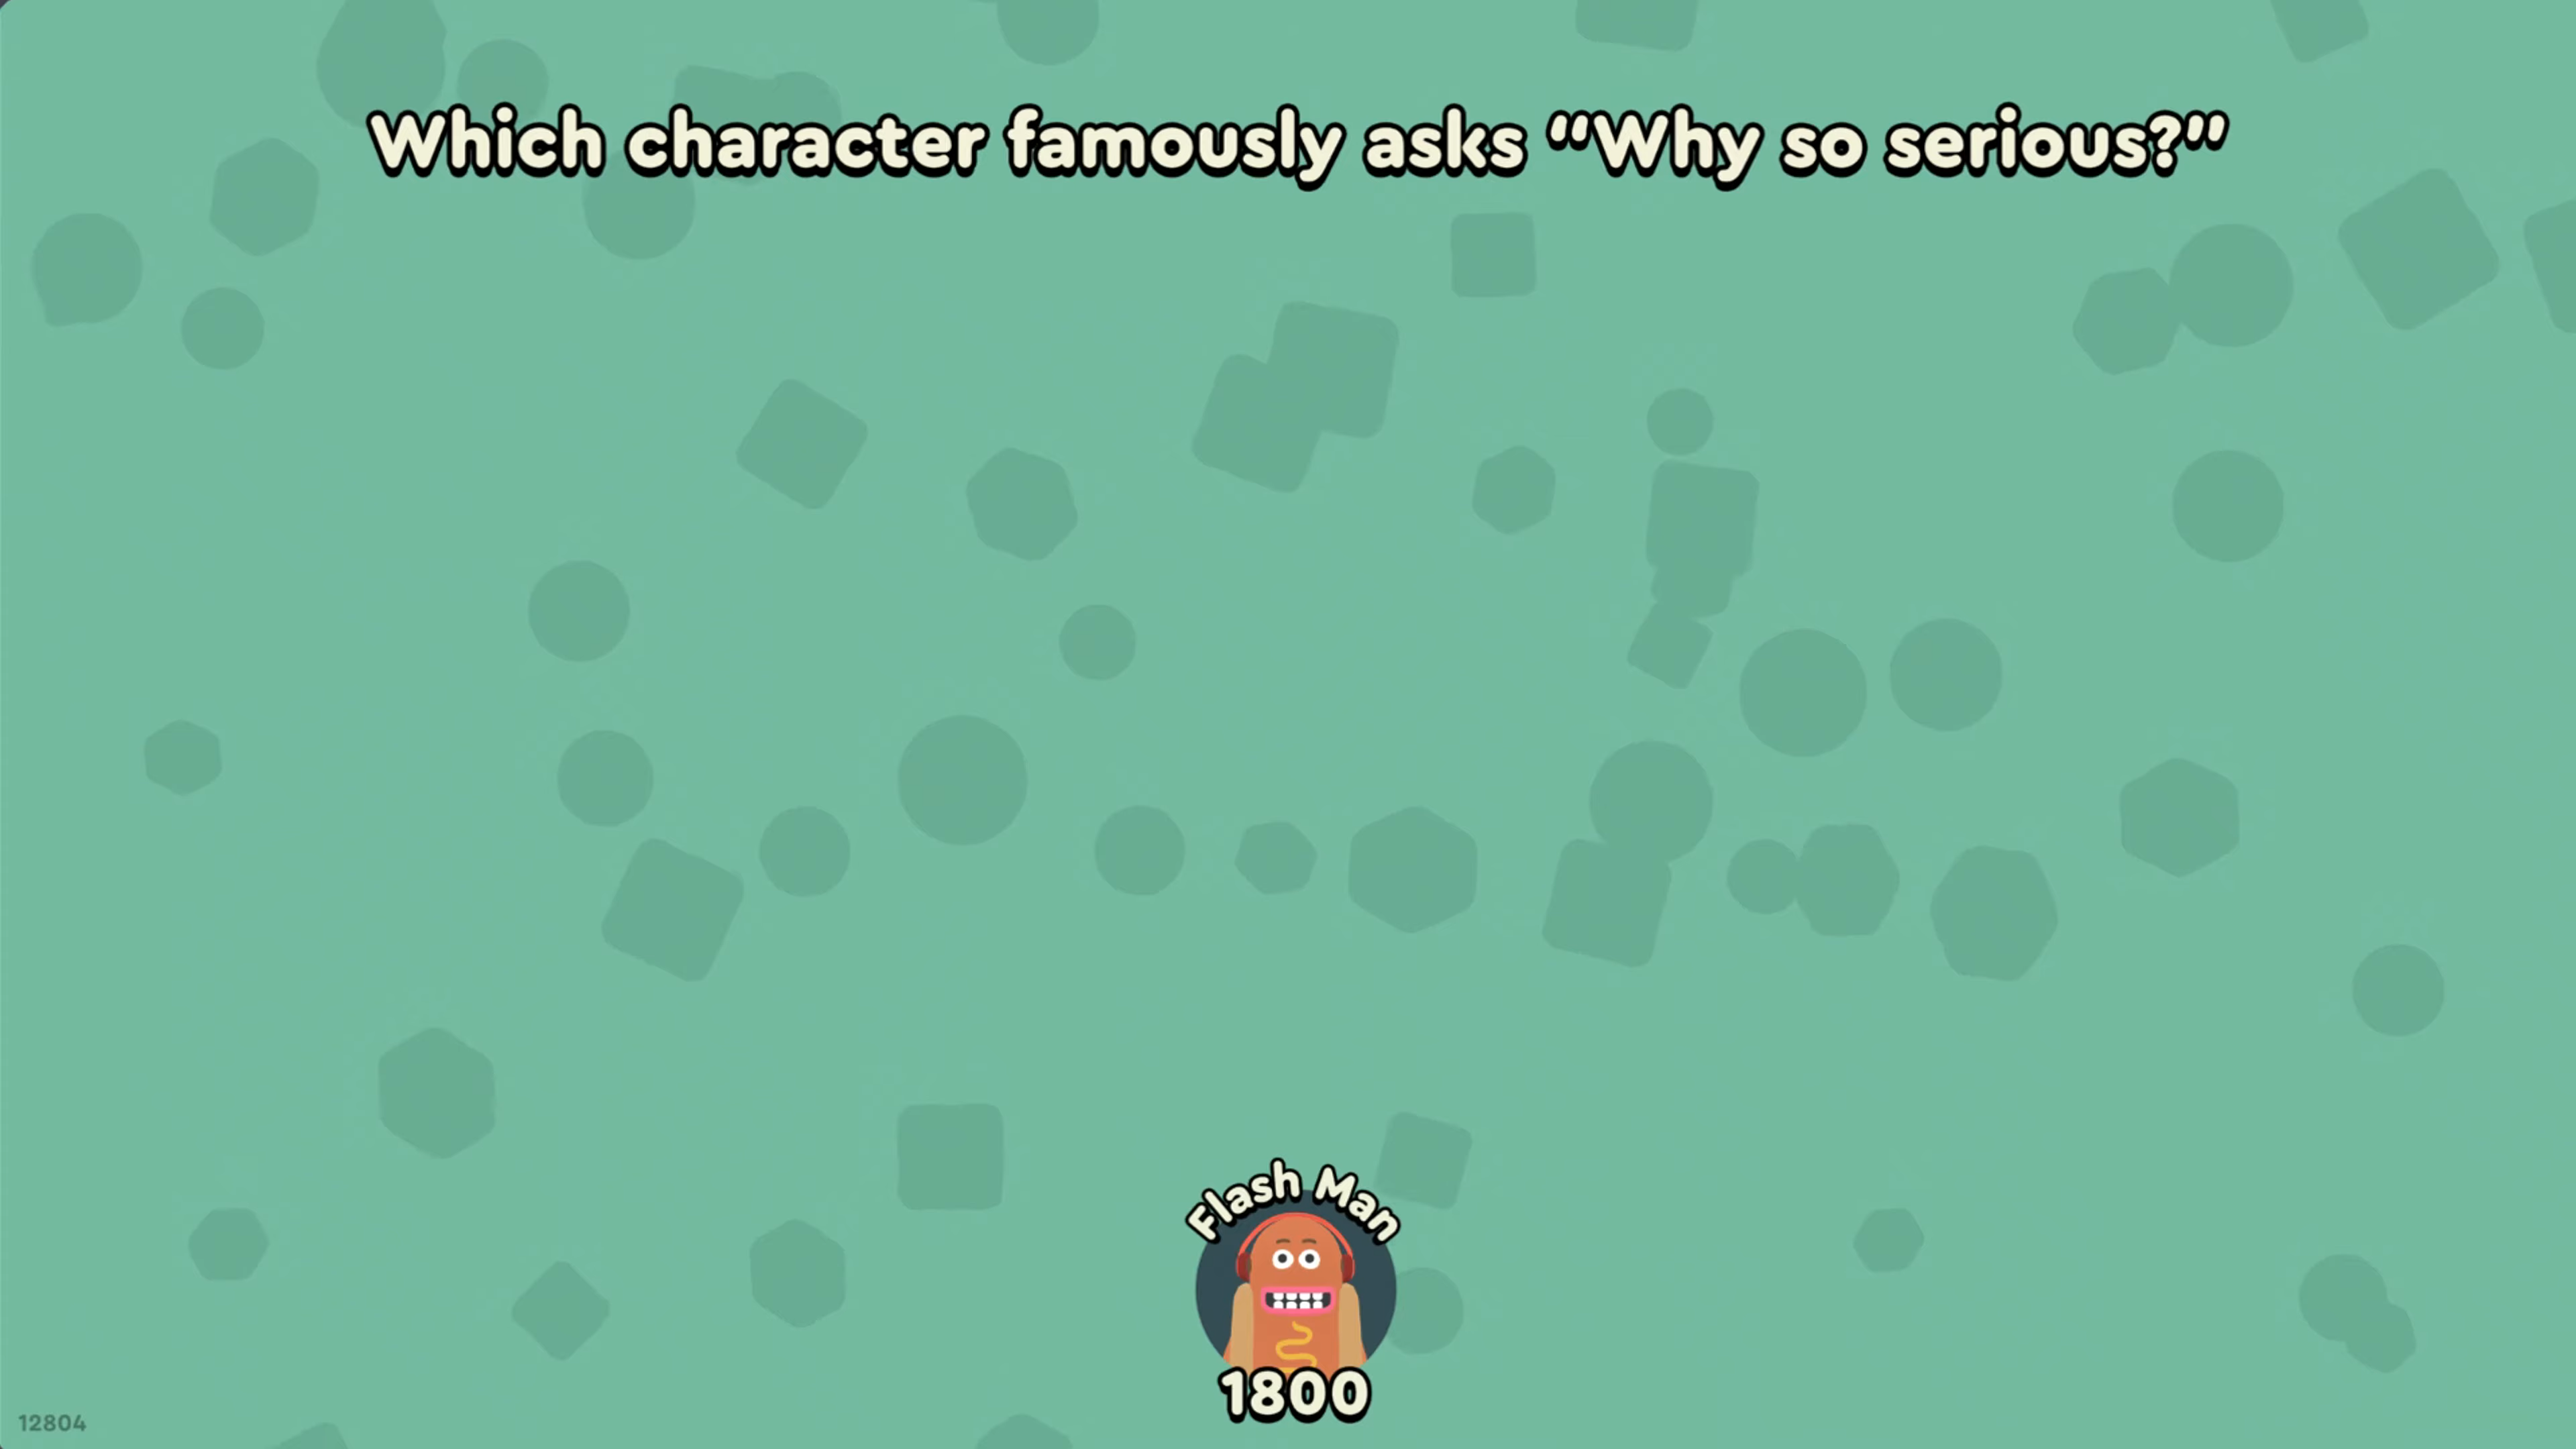 Which character famously asks “Why so serious?”
Flash Man
1800
12804